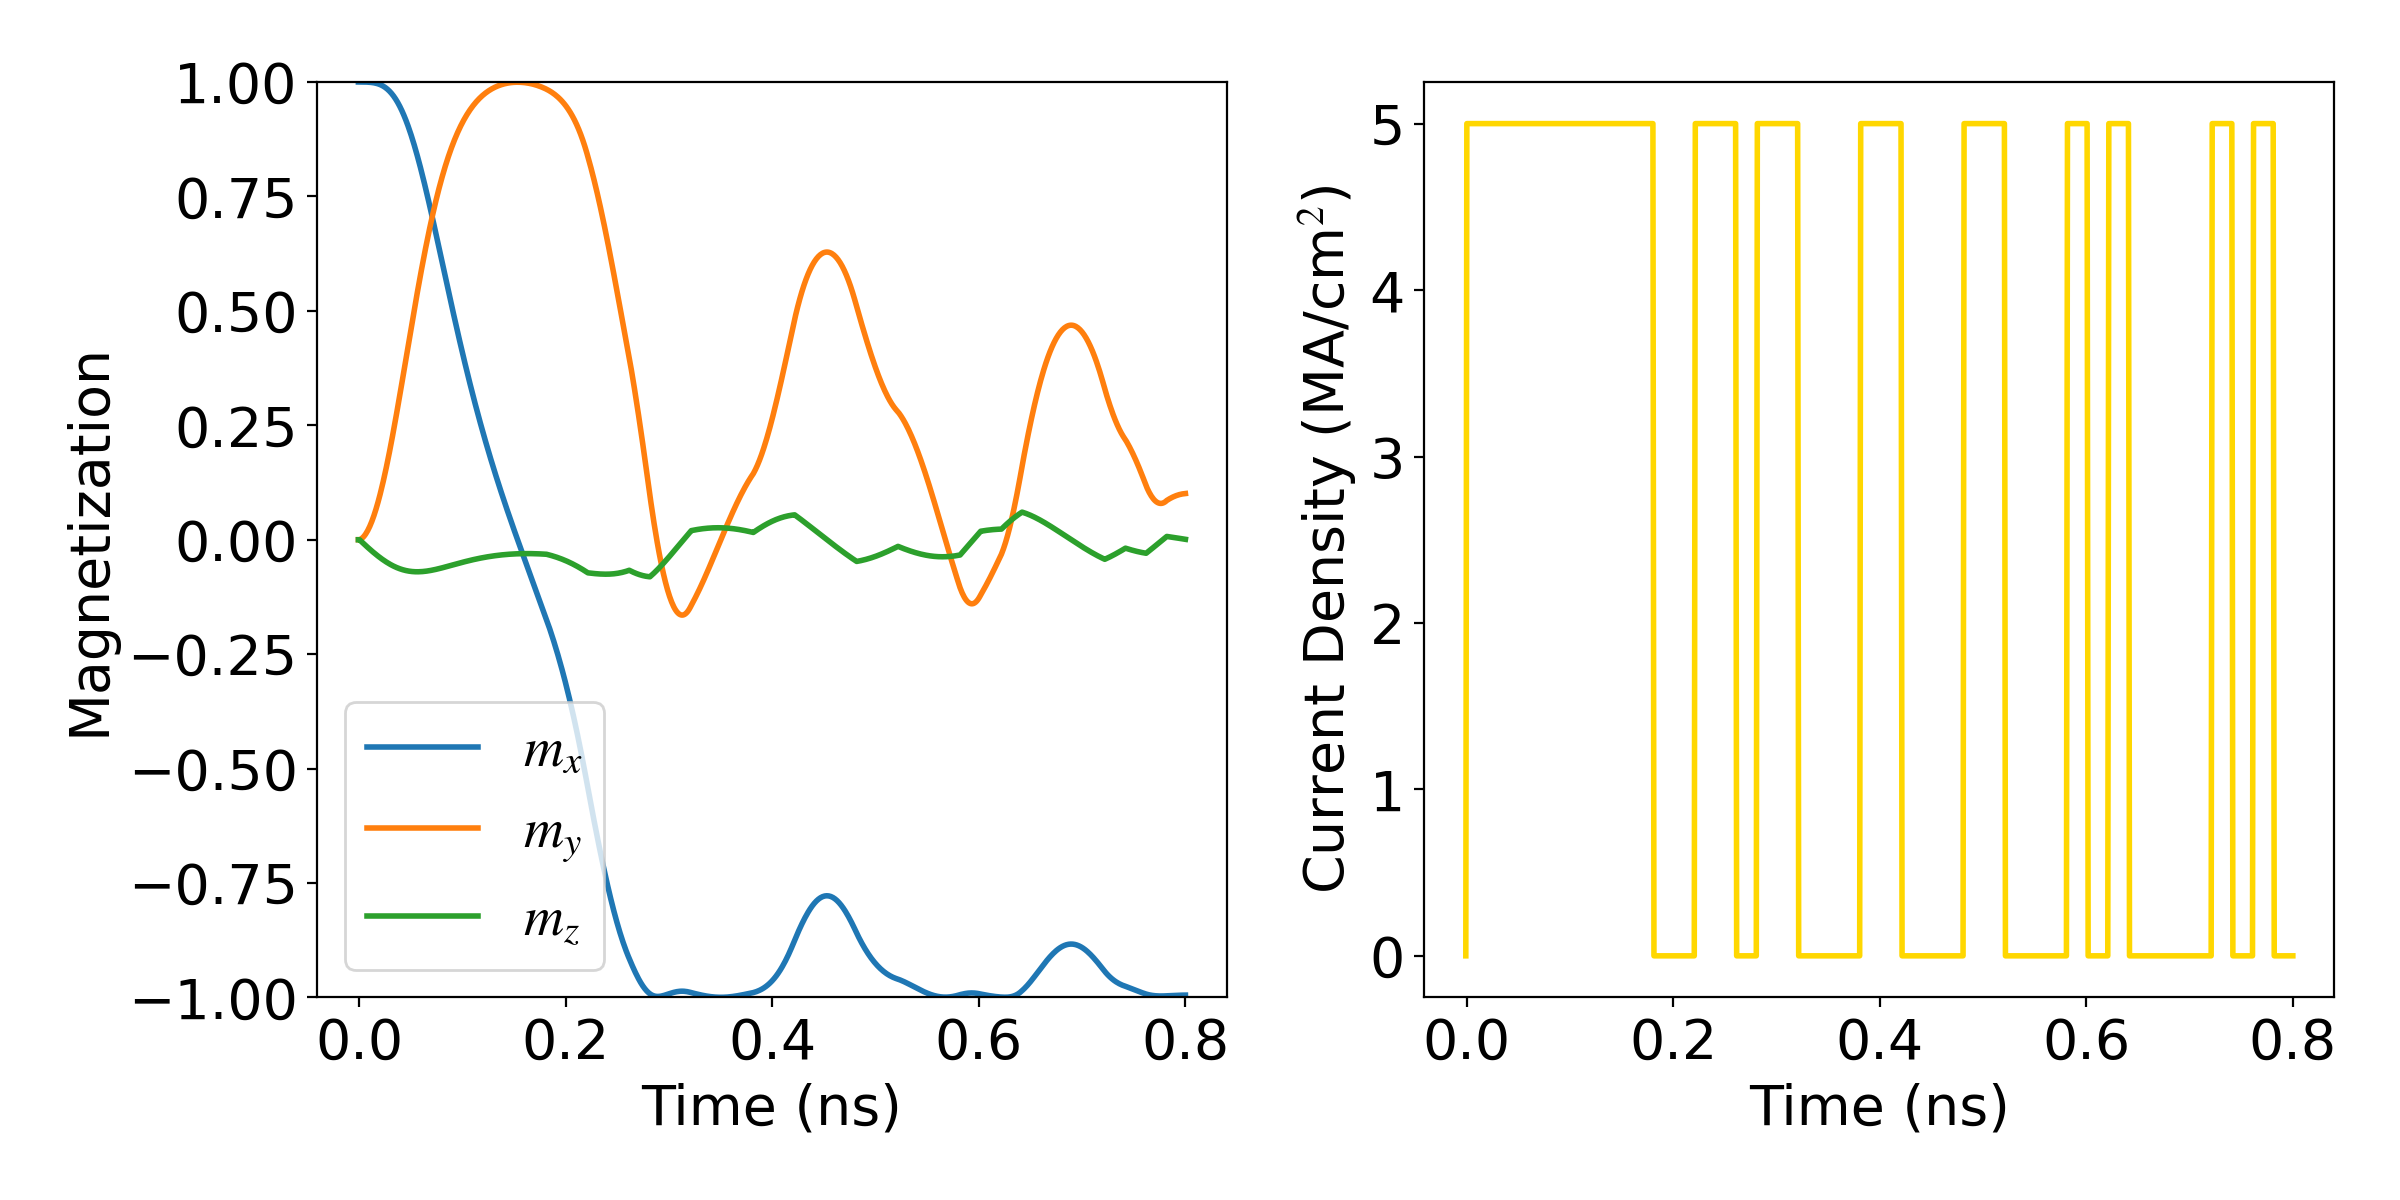 Magnetization
1.00
0.75
0.50
0.25
0.00
−0.25
−0.50
−0.75
−1.00
m_x
m_y
m_z
0.0 0.2 0.4 0.6 0.8
Time (ns)
Current Density (MA/cm²)
5
4
3
2
1
0
0.0 0.2 0.4 0.6 0.8
Time (ns)